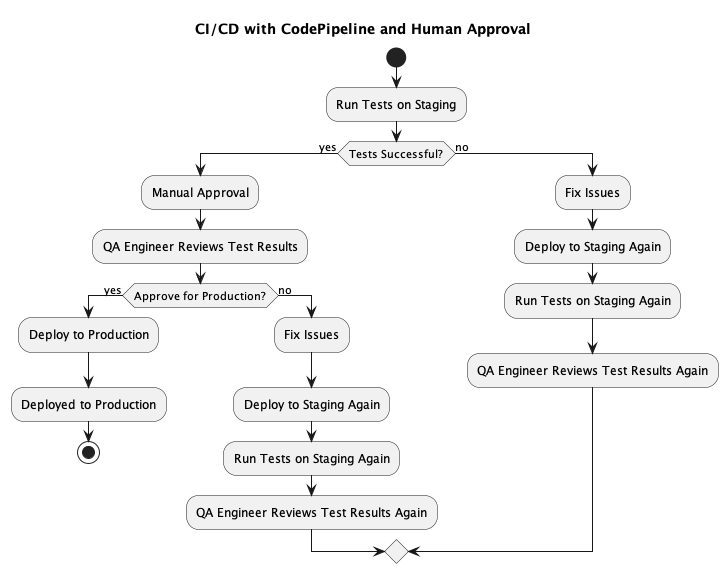 CI/CD with CodePipeline and Human Approval
Run Tests on Staging
yes
Tests Successful?
no
Manual Approval
Fix Issues
QA Engineer Reviews Test Results
Deploy to Staging Again
yes
Approve for Production?
no
Run Tests on Staging Again
Deploy to Production
Fix Issues
QA Engineer Reviews Test Results Again
Deployed to Production
Deploy to Staging Again
Run Tests on Staging Again
QA Engineer Reviews Test Results Again